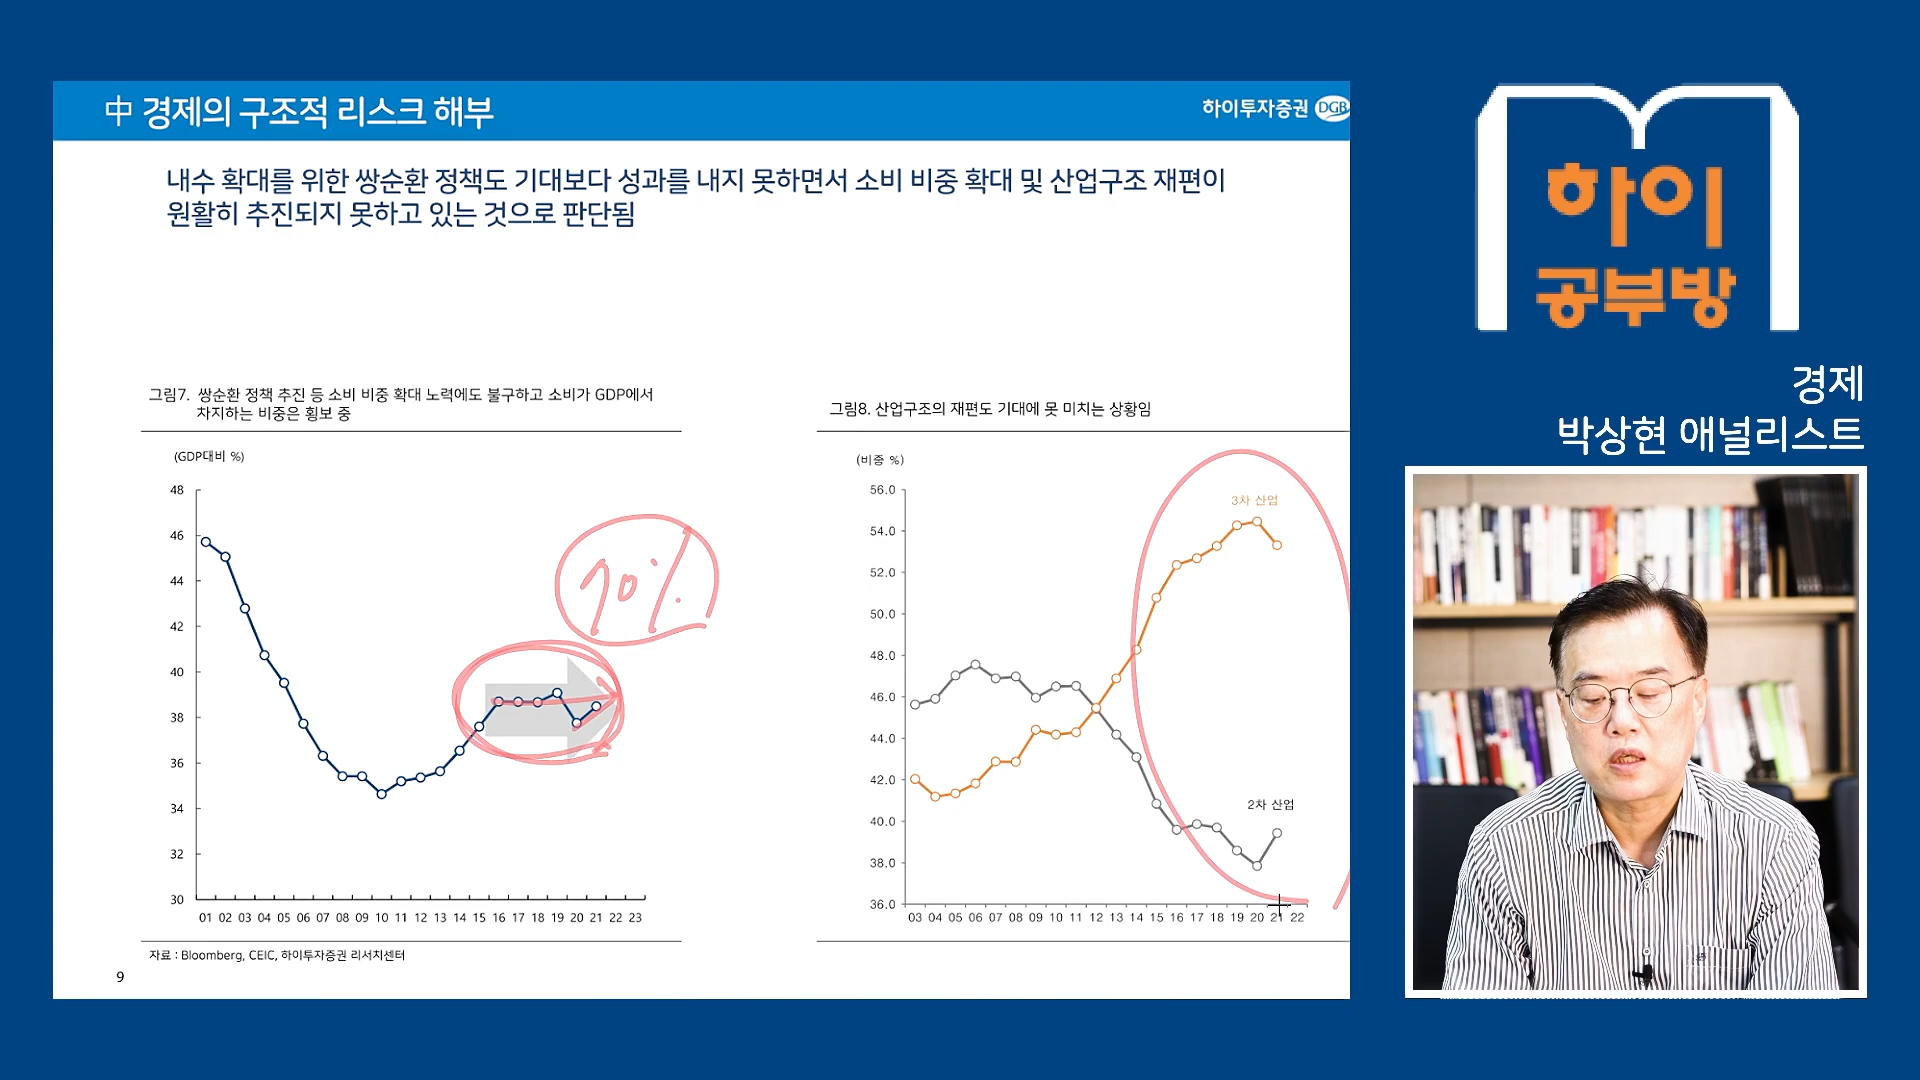 中 경제의 구조적 리스크 해부
하이투자증권 DGB
내수 확대를 위한 쌍순환 정책도 기대보다 성과를 내지 못하면서 소비 비중 확대 및 산업구조 재편이
원활히 추진되지 못하고 있는 것으로 판단됨
그림7. 쌍순환 정책 추진 등 소비 비중 확대 노력에도 불구하고 소비가 GDP에서
차지하는 비중은 횡보 중
(GDP대비 %)
48
46
44
42
40
38
36
34
32
30
01 02 03 04 05 06 07 08 09 10 11 12 13 14 15 16 17 18 19 20 21 22 23
70%
자료 : Bloomberg, CEIC, 하이투자증권 리서치센터
9
그림8. 산업구조의 재편도 기대에 못 미치는 상황임
(비중 %)
56.0
54.0
52.0
50.0
48.0
46.0
44.0
42.0
40.0
38.0
36.0
3차 산업
2차 산업
03 04 05 06 07 08 09 10 11 12 13 14 15 16 17 18 19 20 21 22
하이
공부방
경제
박상현 애널리스트